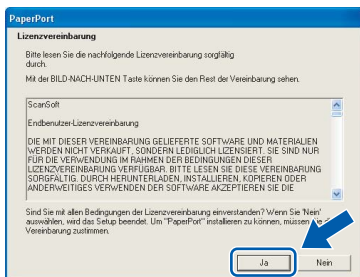 PaperPort
Lizenzvereinbarung
Bitte lesen Sie die nachfolgende Lizenzvereinbarung sorgfältig
durch.
Mit der BILD-NACH-UNTEN Taste können Sie den Rest der Vereinbarung sehen.
ScanSoft
Endbenutzer-Lizenzvereinbarung
DIE MIT DIESER VEREINBARUNG GELIEFERTE SOFTWARE UND MATERIALIEN
WERDEN NICHT VERKAUFT, SONDERN LEDIGLICH LIZENSIERT. SIE SIND NUR
FÜR DIE VERWENDUNG IM RAHMEN DER BEDINGUNGEN DIESER
LIZENZVEREINBARUNG VERFÜGBAR. BITTE LESEN SIE DIESE VEREINBARUNG
SORGFÄLTIG. DURCH HERUNTERLADEN, INSTALLIEREN, KOPIEREN ODER
ANDERWEITIGES VERWENDEN DER SOFTWARE AKZEPTIEREN SIE DIE
Sind Sie mit allen Bedingungen der Lizenzvereinbarung einverstanden? Wenn Sie 'Nein'
auswählen, wird das Setup beendet. Um "PaperPort" installieren zu können, müssen
Vereinbarung zustimmen.
Ja
Nein